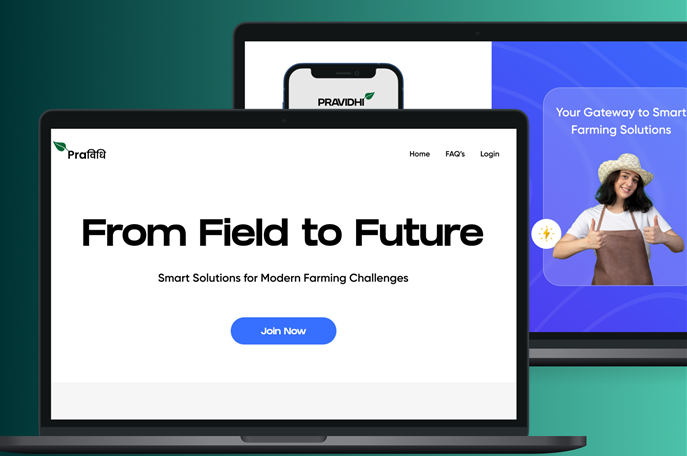 PRAVIDHI
Your Gateway to Smart
Farming Solutions
Praविधि
Home FAQ's Login
From Field to Future
Smart Solutions for Modern Farming Challenges
Join Now